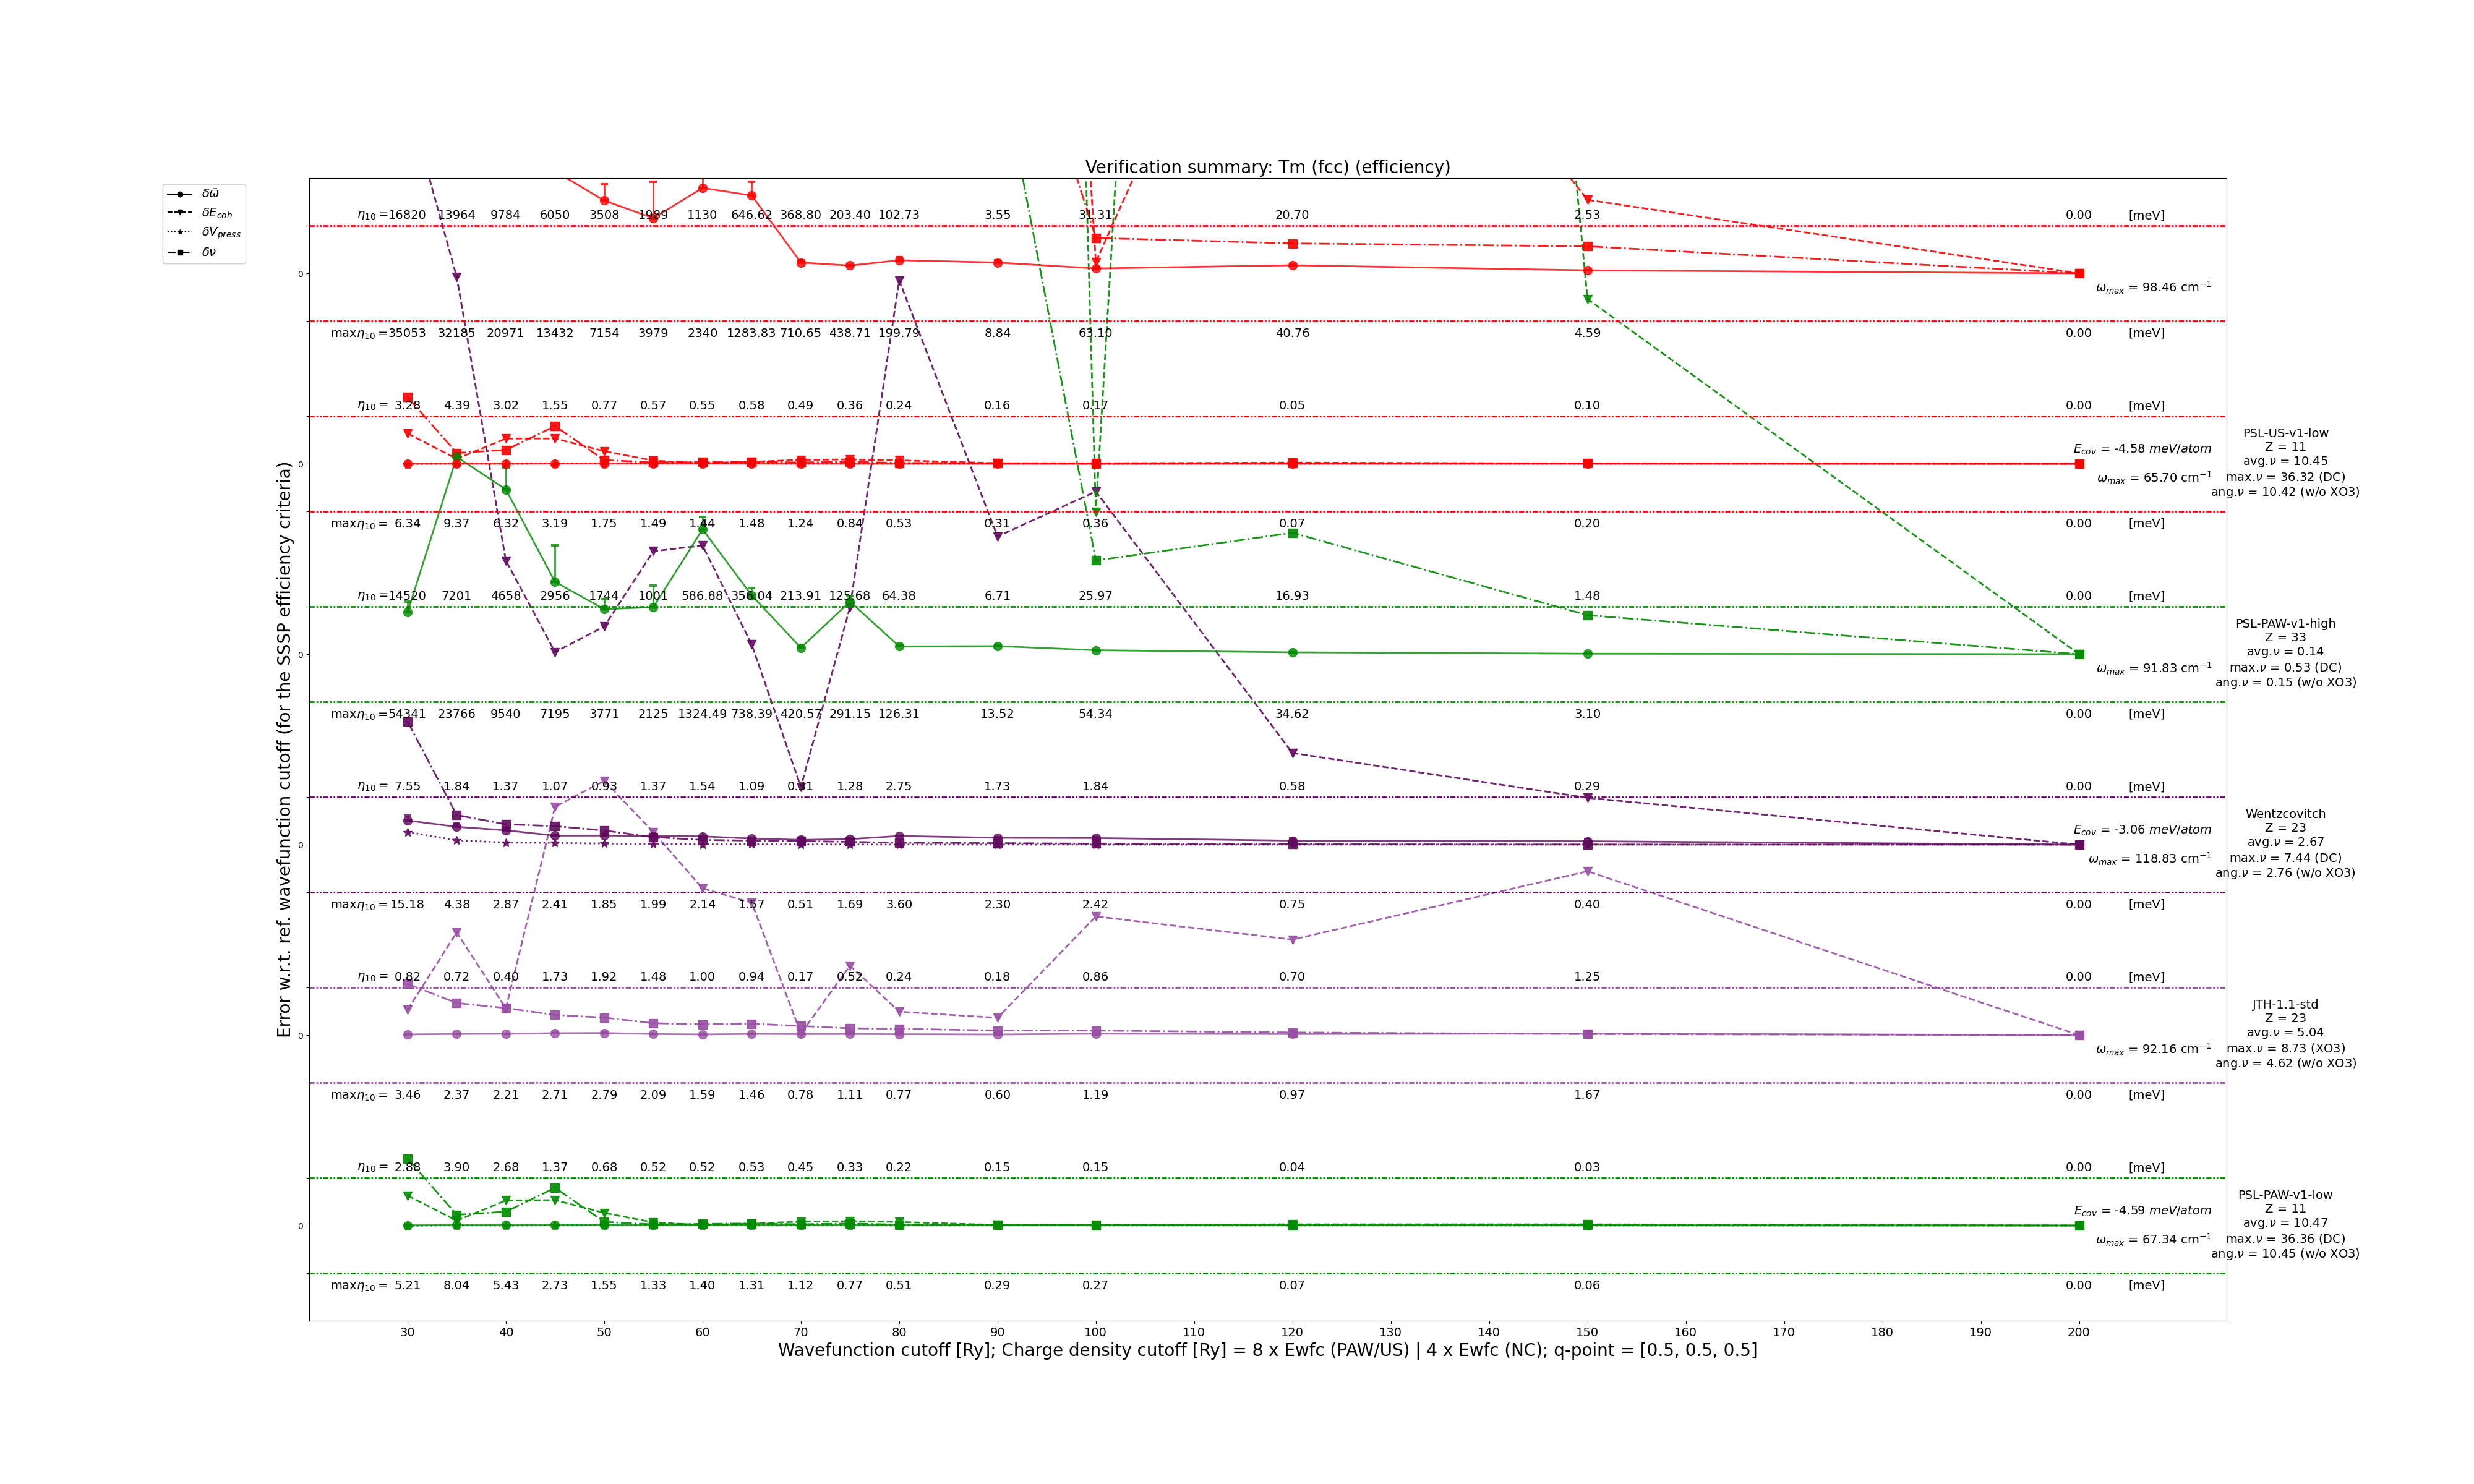 Verification summary: Tm (fcc) (efficiency)
δω̄
δE_coh
δV_press
δν
Error w.r.t. ref. wavefunction cutoff (for the SSSP efficiency criteria)
η₁₀ = 16820 13964 9784 6050 3508 1989 1130 646.62 368.80 203.40 102.73 3.55 31.31 20.70 2.53 0.00 [meV]
0
ω_max = 98.46 cm⁻¹
maxη₁₀ = 35053 32185 20971 13432 7154 3979 2340 1283.83 710.65 438.71 199.79 8.84 63.10 40.76 4.59 0.00 [meV]
η₁₀ = 3.28 4.39 3.02 1.55 0.77 0.57 0.55 0.58 0.49 0.36 0.24 0.16 0.17 0.05 0.10 0.00 [meV]
PSL-US-v1-low
Z = 11
E_cov = -4.58 meV/atom
avg.ν = 10.45
0
ω_max = 65.70 cm⁻¹
max.ν = 36.32 (DC)
ang.ν = 10.42 (w/o XO3)
maxη₁₀ = 6.34 9.37 6.32 3.19 1.75 1.49 1.44 1.48 1.24 0.84 0.53 0.31 0.36 0.07 0.20 0.00 [meV]
η₁₀ = 14520 7201 4658 2956 1744 1001 586.88 356.04 213.91 125.68 64.38 6.71 25.97 16.93 1.48 0.00 [meV]
PSL-PAW-v1-high
Z = 33
avg.ν = 0.14
0
ω_max = 91.83 cm⁻¹
max.ν = 0.53 (DC)
ang.ν = 0.15 (w/o XO3)
maxη₁₀ = 54341 23766 9540 7195 3771 2125 1324.49 738.39 420.57 291.15 126.31 13.52 54.34 34.62 3.10 0.00 [meV]
η₁₀ = 7.55 1.84 1.37 1.07 0.93 1.37 1.54 1.09 1.28 2.75 1.73 1.84 0.58 0.29 0.00 [meV]
Wentzcovitch
Z = 23
E_cov = -3.06 meV/atom
avg.ν = 2.67
0
ω_max = 118.83 cm⁻¹
max.ν = 7.44 (DC)
ang.ν = 2.76 (w/o XO3)
maxη₁₀ = 15.18 4.38 2.87 2.41 1.85 1.99 2.14 1.57 0.51 1.69 3.60 2.30 2.42 0.75 0.40 0.00 [meV]
η₁₀ = 0.82 0.72 0.40 1.73 1.92 1.48 1.00 0.94 0.17 0.52 0.24 0.18 0.86 0.70 1.25 0.00 [meV]
JTH-1.1-std
Z = 23
avg.ν = 5.04
0
ω_max = 92.16 cm⁻¹
max.ν = 8.73 (XO3)
ang.ν = 4.62 (w/o XO3)
maxη₁₀ = 3.46 2.37 2.21 2.71 2.79 2.09 1.59 1.46 0.78 1.11 0.77 0.60 1.19 0.97 1.67 0.00 [meV]
η₁₀ = 2.88 3.90 2.68 1.37 0.68 0.52 0.52 0.53 0.45 0.33 0.22 0.15 0.15 0.04 0.03 0.00 [meV]
PSL-PAW-v1-low
Z = 11
E_cov = -4.59 meV/atom
avg.ν = 10.47
0
ω_max = 67.34 cm⁻¹
max.ν = 36.36 (DC)
ang.ν = 10.45 (w/o XO3)
maxη₁₀ = 5.21 8.04 5.43 2.73 1.55 1.33 1.40 1.31 1.12 0.77 0.51 0.29 0.27 0.07 0.06 0.00 [meV]
30 40 50 60 70 80 90 100 110 120 130 140 150 160 170 180 190 200
Wavefunction cutoff [Ry]; Charge density cutoff [Ry] = 8 x Ewfc (PAW/US) | 4 x Ewfc (NC); q-point = [0.5, 0.5, 0.5]